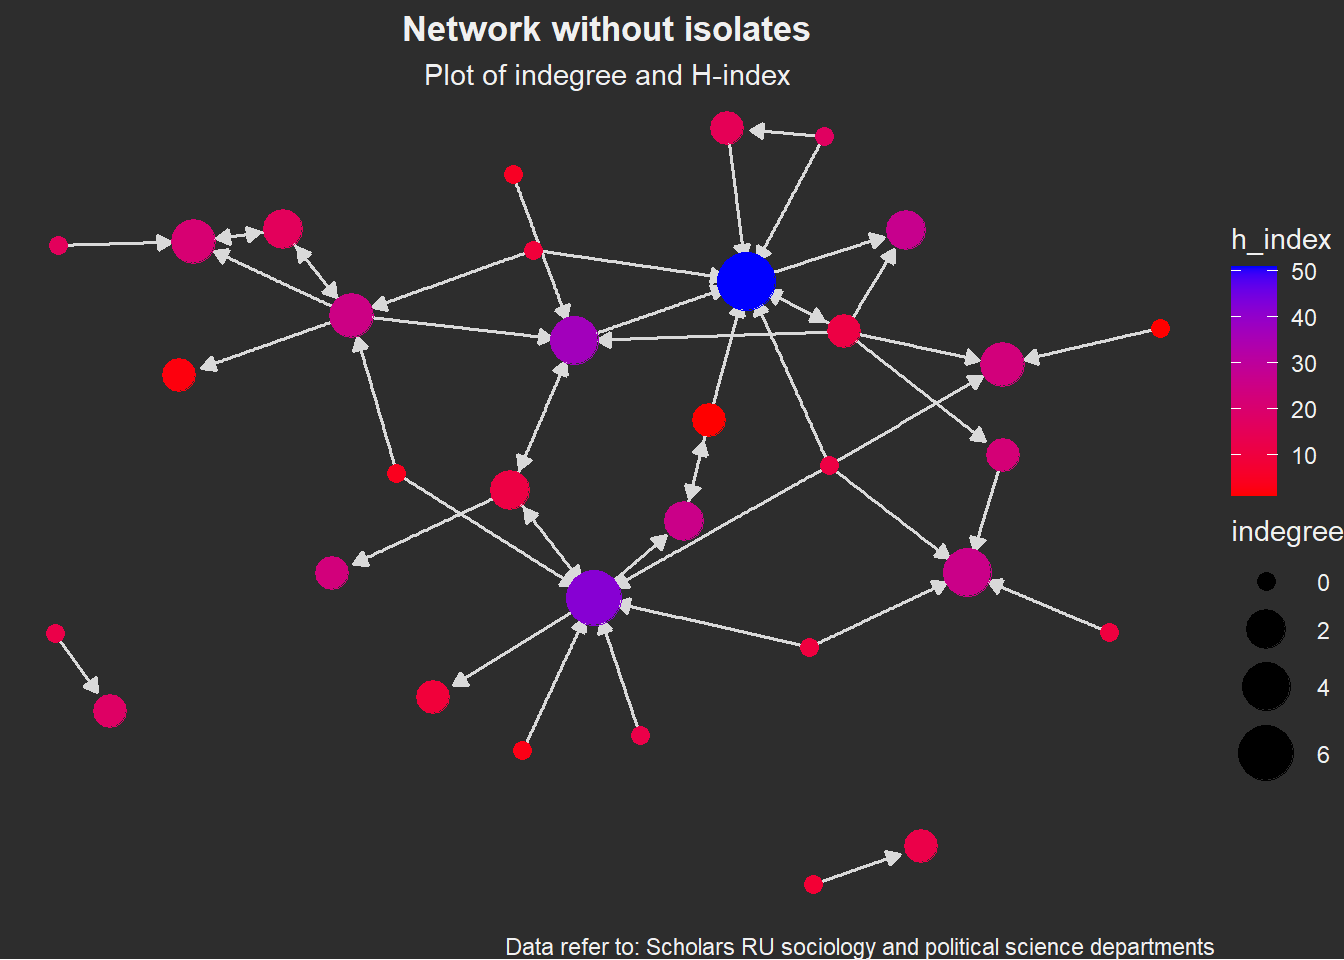 Network without isolates
Plot of indegree and H-index
h_index
50
40
30
20
10
indegree
0
2
4
6
Data refer to: Scholars RU sociology and political science departments